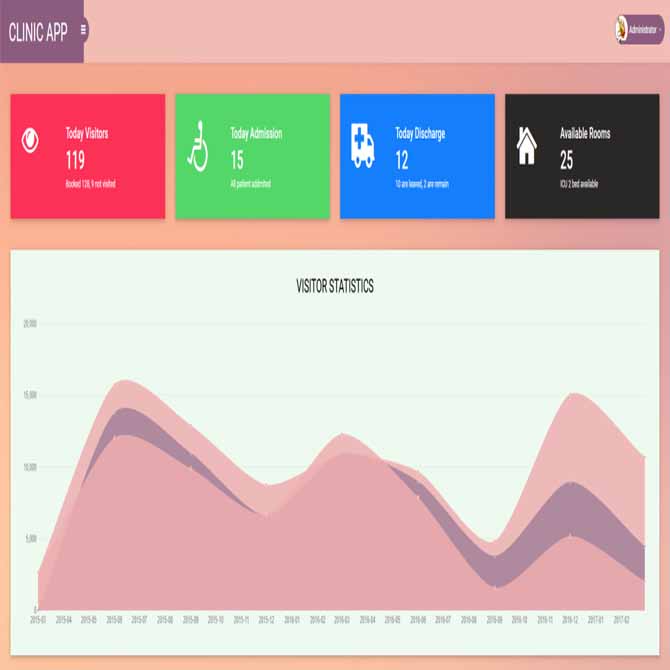 CLINIC APP
Administrator
Today Visitors
119
Booked 128, 9 not visited
Today Admission
15
All patient addmited
Today Discharge
12
10 are leaved, 2 are remain
Available Rooms
25
ICU 2 bed available
VISITOR STATISTICS
20,000
15,000
10,000
5,000
0
2015-03 2015-04 2015-05 2015-06 2015-07 2015-08 2015-09 2015-10 2015-11 2015-12 2016-01 2016-02 2016-03 2016-04 2016-05 2016-06 2016-07 2016-08 2016-09 2016-10 2016-11 2016-12 2017-01 2017-02